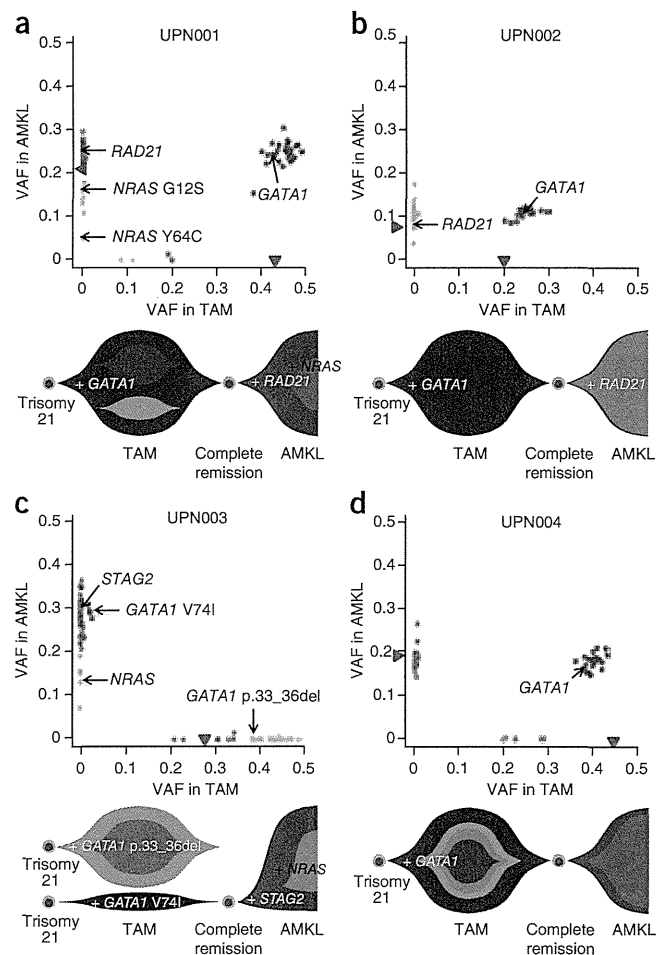 a
UPN001
VAF in AMKL
0.5
0.4
0.3
0.2
0.1
0
RAD21
NRAS G12S
NRAS Y64C
GATA1
0
0.1
0.2
0.3
0.4
0.5
VAF in TAM
+ GATA1
NRAS
+ RAD21
Trisomy
21
TAM
Complete
remission
AMKL
b
UPN002
VAF in AMKL
0.5
0.4
0.3
0.2
0.1
0
GATA1
RAD21
0
0.1
0.2
0.3
0.4
0.5
VAF in TAM
+ GATA1
+ RAD21
Trisomy
21
TAM
Complete
remission
AMKL
c
UPN003
VAF in AMKL
0.5
0.4
0.3
0.2
0.1
0
STAG2
GATA1 V74I
NRAS
GATA1 p.33_36del
0
0.1
0.2
0.3
0.4
0.5
VAF in TAM
+ GATA1 p.33_36del
Trisomy
21
+ NRAS
+ GATA1 V74I
+ STAG2
Trisomy
21
TAM
Complete
remission
AMKL
d
UPN004
VAF in AMKL
0.5
0.4
0.3
0.2
0.1
0
GATA1
0
0.1
0.2
0.3
0.4
0.5
VAF in TAM
+ GATA1
Trisomy
21
TAM
Complete
remission
AMKL